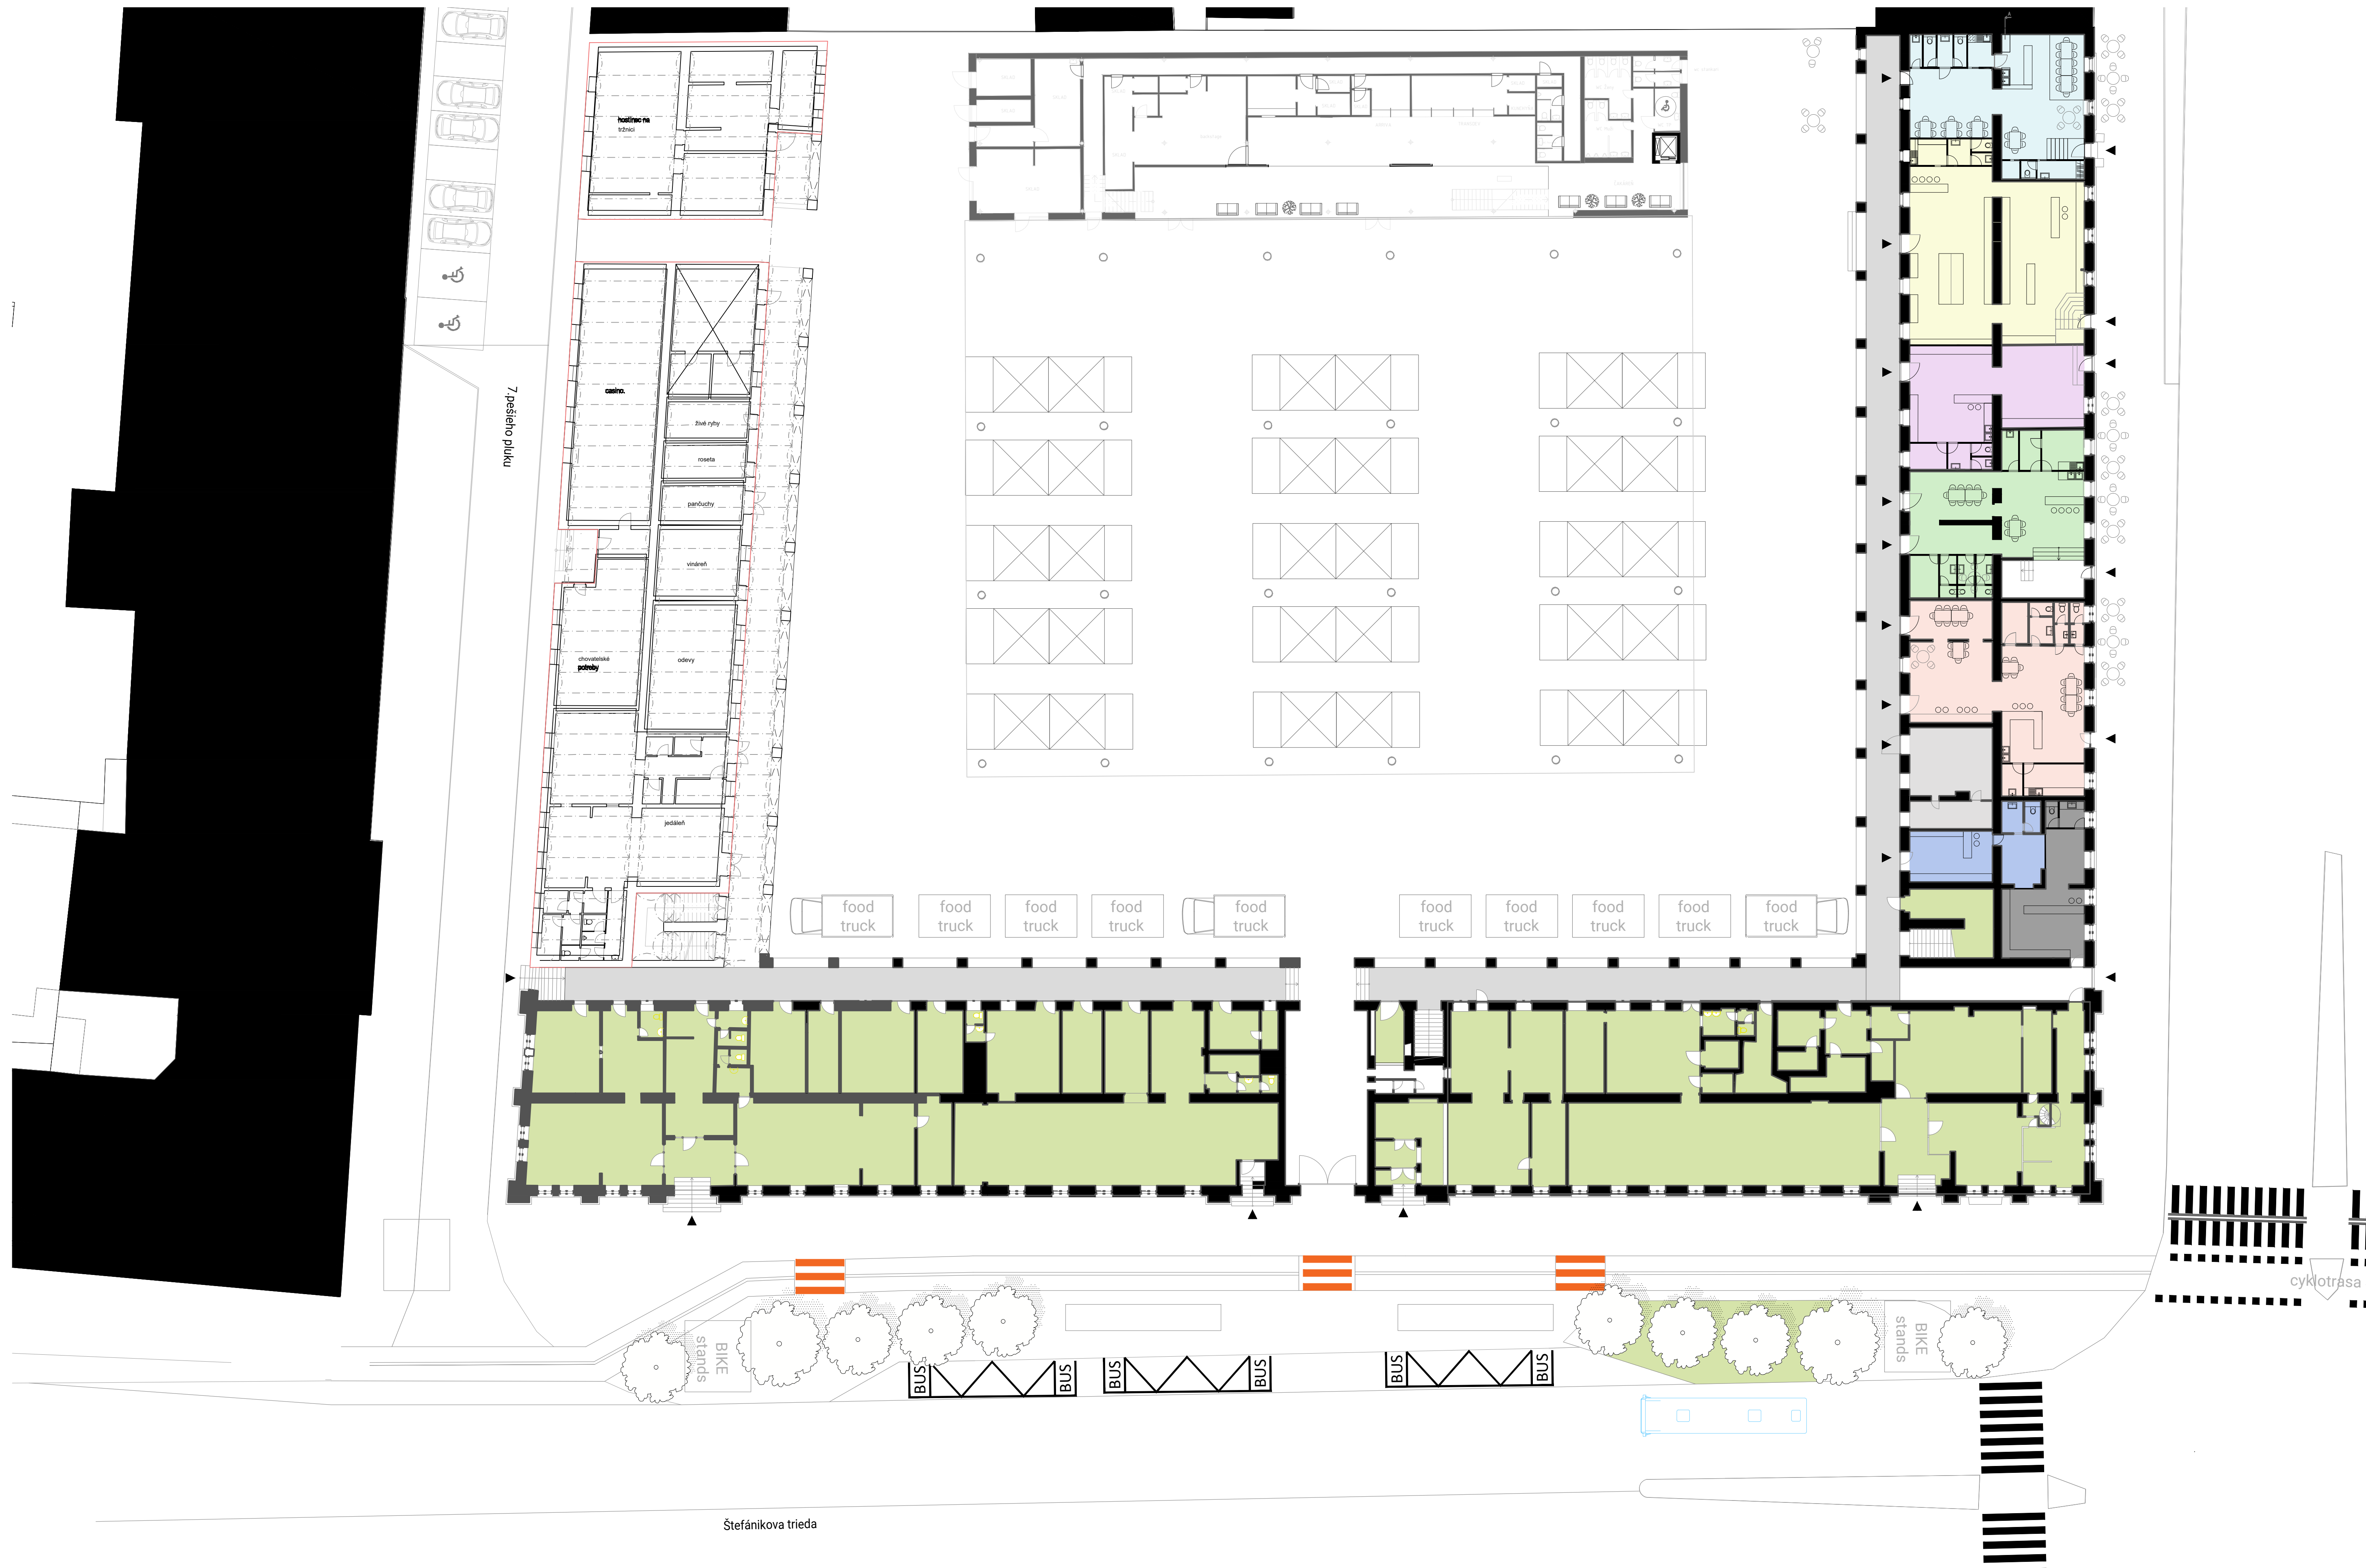 hostinec na
tržnici
7.pešieho pluku
casino.
živé ryby
roseta
pančuchy
vináreň
chovateľské
potreby
odevy
jedáleň
food
truck
food
truck
food
truck
food
truck
food
truck
food
truck
food
truck
food
truck
food
truck
food
truck
cyklotrasa
BIKE
stands
BIKE
stands
BUS
BUS
BUS
BUS
BUS
BUS
Štefánikova trieda